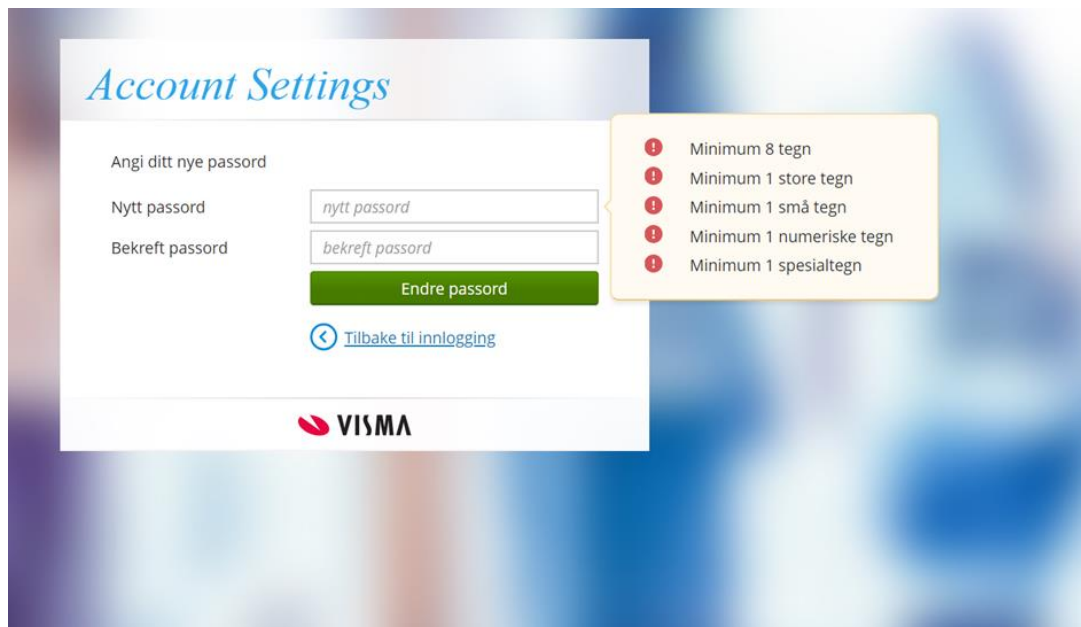 Account Settings
Angi ditt nye passord
Nytt passord
nytt passord
Bekreft passord
bekreft passord
Endre passord
Tilbake til innlogging
Minimum 8 tegn
Minimum 1 store tegn
Minimum 1 små tegn
Minimum 1 numeriske tegn
Minimum 1 spesialtegn
VISMA